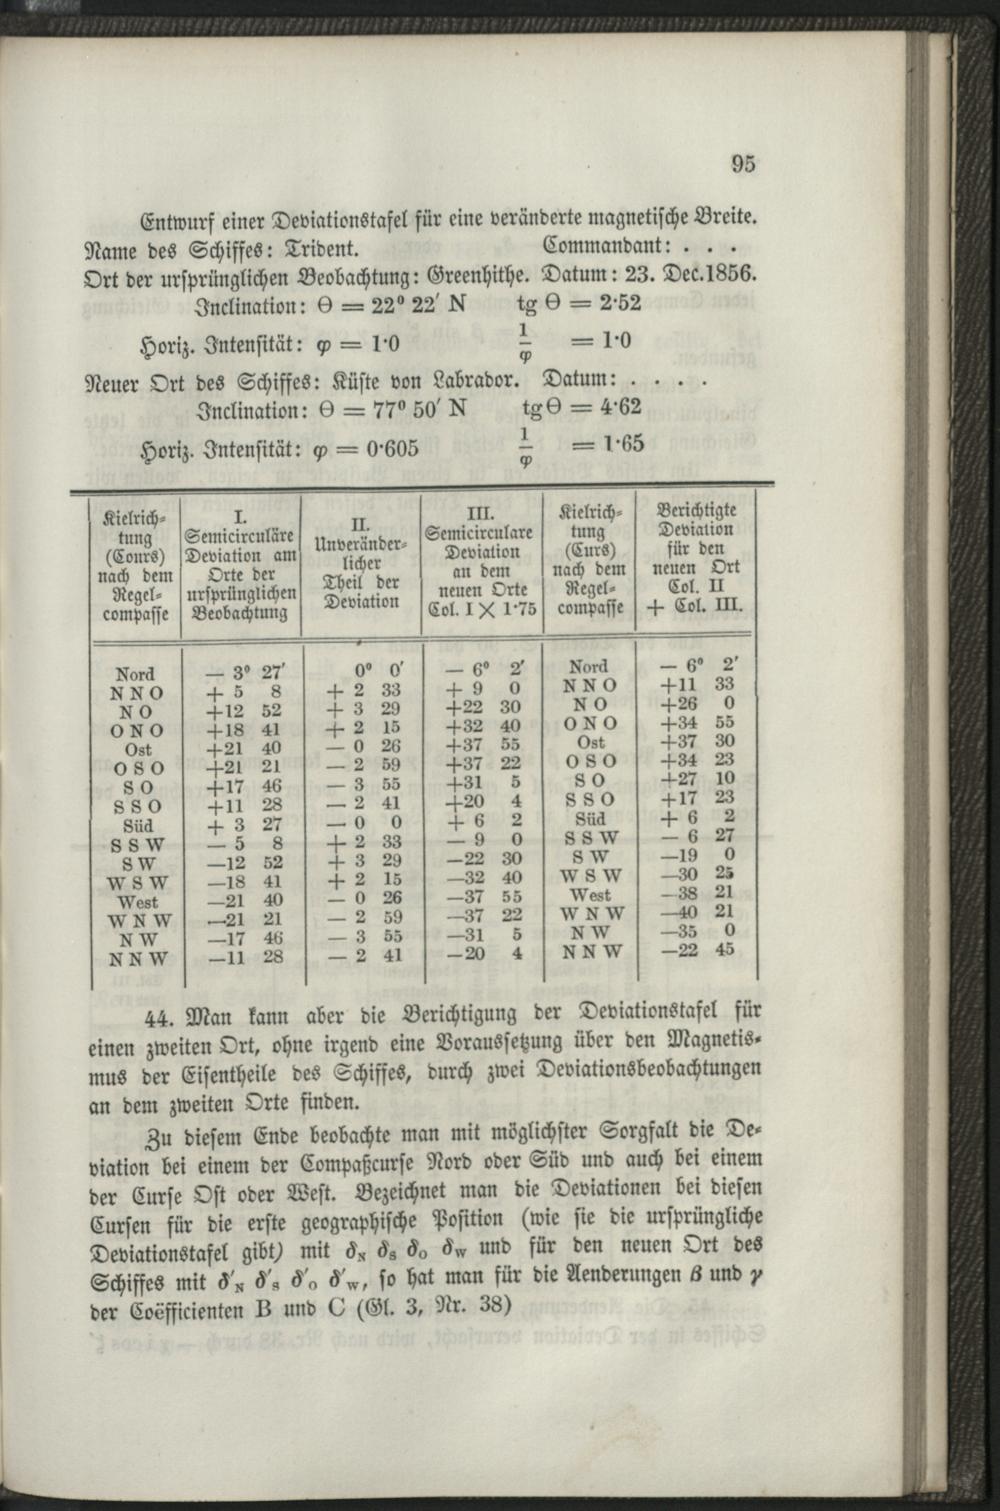 95
Entwurf einer Deviationstafel für eine veränderte magnetische Breite.
Name des Schiffes: Trident. Commandant: . . .
Ort der ursprünglichen Beobachtung: Greenhithe. Datum: 23. Dec.1856.
Inclination: Θ = 22° 22′ N tg Θ = 2·52
Horiz. Intensität: φ = 1·0 1/φ = 1·0
Neuer Ort des Schiffes: Küste von Labrador. Datum: . . . .
Inclination: Θ = 77° 50′ N tg Θ = 4·62
Horiz. Intensität: φ = 0·605 1/φ = 1·65
Kielrich-
tung
(Cours)
nach dem
Regel-
compasse
I.
Semicirculäre
Deviation am
Orte der
ursprünglichen
Beobachtung
II.
Unveränder-
licher
Theil der
Deviation
III.
Semicirculare
Deviation
an dem
neuen Orte
Col. I × 1·75
Kielrich-
tung
(Curs)
nach dem
Regel-
compasse
Berichtigte
Deviation
für den
neuen Ort
Col. II
+ Col. III.
Nord — 3° 27′ 0° 0′ — 6° 2′ Nord — 6° 2′
N N O + 5 8 + 2 33 + 9 0 N N O +11 33
N O +12 52 + 3 29 +22 30 N O +26 0
O N O +18 41 + 2 15 +32 40 O N O +34 55
Ost +21 40 — 0 26 +37 55 Ost +37 30
O S O +21 21 — 2 59 +37 22 O S O +34 23
S O +17 46 — 3 55 +31 5 S O +27 10
S S O +11 28 — 2 41 +20 4 S S O +17 23
Süd + 3 27 — 0 0 + 6 2 Süd + 6 2
S S W — 5 8 + 2 33 — 9 0 S S W — 6 27
S W —12 52 + 3 29 —22 30 S W —19 0
W S W —18 41 + 2 15 —32 40 W S W —30 25
West —21 40 — 0 26 —37 55 West —38 21
W N W —21 21 — 2 59 —37 22 W N W —40 21
N W —17 46 — 3 55 —31 5 N W —35 0
N N W —11 28 — 2 41 —20 4 N N W —22 45
44. Man kann aber die Berichtigung der Deviationstafel für
einen zweiten Ort, ohne irgend eine Voraussetzung über den Magnetis-
mus der Eisentheile des Schiffes, durch zwei Deviationsbeobachtungen
an dem zweiten Orte finden.
Zu diesem Ende beobachte man mit möglichster Sorgfalt die De-
viation bei einem der Compaßcurse Nord oder Süd und auch bei einem
der Curse Ost oder West. Bezeichnet man die Deviationen bei diesen
Cursen für die erste geographische Position (wie sie die ursprüngliche
Deviationstafel gibt) mit δN δS δO δW und für den neuen Ort des
Schiffes mit δ′N δ′S δ′O δ′W, so hat man für die Aenderungen β und γ
der Coëfficienten B und C (Gl. 3, Nr. 38)